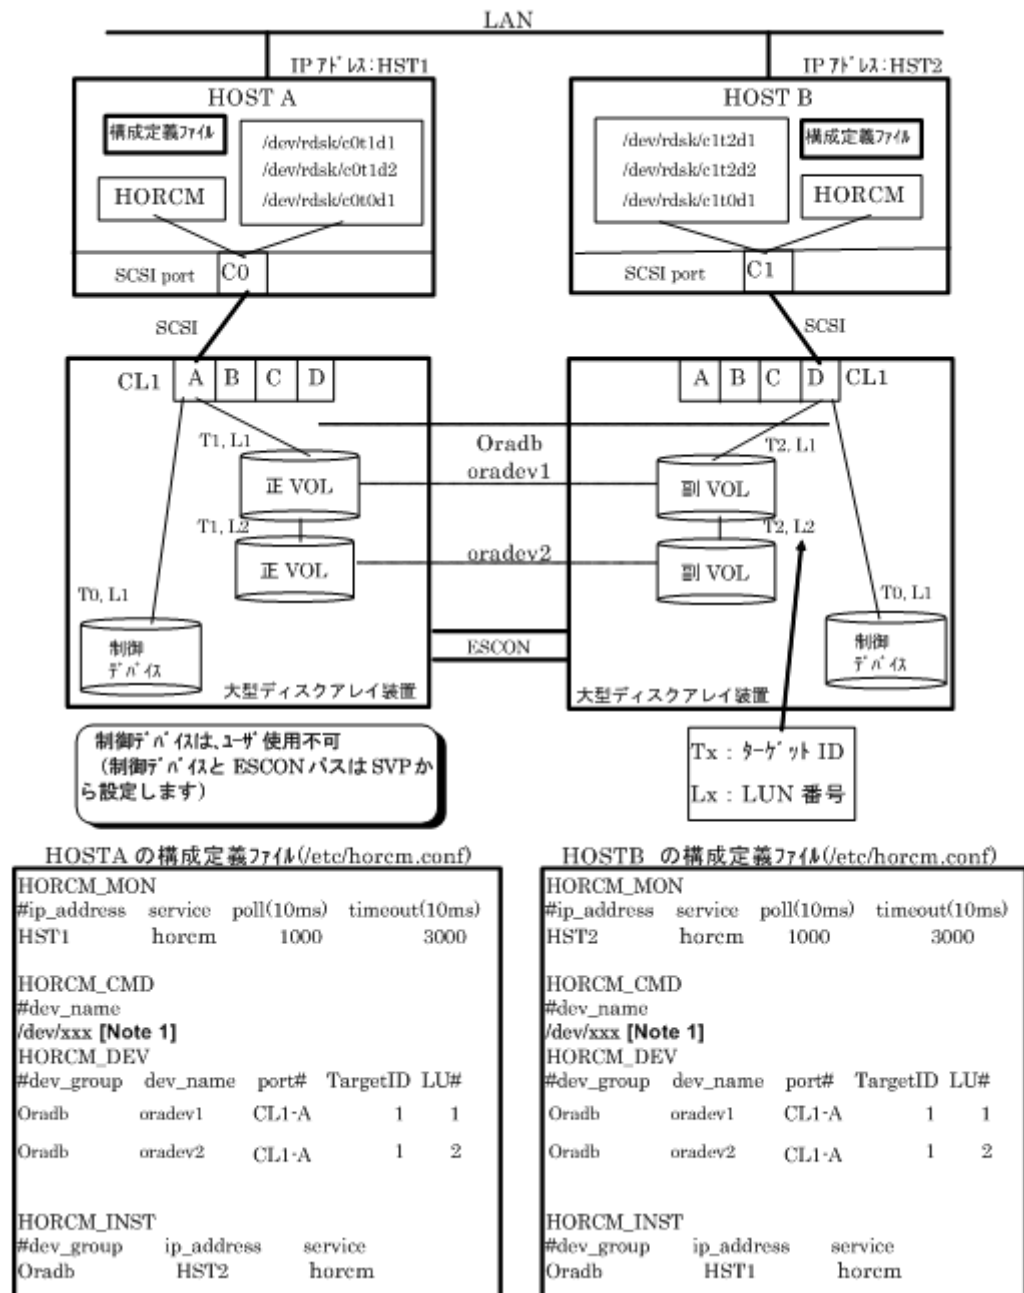 LAN
IP ｱﾄﾞﾚｽ:HST1
IP ｱﾄﾞﾚｽ:HST2
HOST A
構成定義ﾌｧｲﾙ
/dev/rdsk/c0t1d1
/dev/rdsk/c0t1d2
/dev/rdsk/c0t0d1
HORCM
SCSI port
C0
HOST B
/dev/rdsk/c1t2d1
/dev/rdsk/c1t2d2
/dev/rdsk/c1t0d1
構成定義ﾌｧｲﾙ
HORCM
SCSI port
C1
SCSI
SCSI
CL1 A B C D
A B C D CL1
T1, L1
正 VOL
T1, L2
正 VOL
T0, L1
制御
ﾃﾞﾊﾞｲｽ
大型ディスクアレイ装置
Oradb
oradev1
oradev2
ESCON
T2, L1
副 VOL
T2, L2
副 VOL
T0, L1
制御
ﾃﾞﾊﾞｲｽ
大型ディスクアレイ装置
制御ﾃﾞﾊﾞｲｽは、ﾕｰｻﾞ使用不可
（制御ﾃﾞﾊﾞｲｽと ESCON パスは SVP か
ら設定します）
Tx : ﾀｰｹﾞｯﾄ ID
Lx : LUN 番号
HOSTA の構成定義ﾌｧｲﾙ(/etc/horcm.conf)
HORCM_MON
#ip_address service poll(10ms) timeout(10ms)
HST1 horcm 1000 3000
HORCM_CMD
#dev_name
/dev/xxx [Note 1]
HORCM_DEV
#dev_group dev_name port# TargetID LU#
Oradb oradev1 CL1-A 1 1
Oradb oradev2 CL1-A 1 2
HORCM_INST
#dev_group ip_address service
Oradb HST2 horcm
HOSTB の構成定義ﾌｧｲﾙ(/etc/horcm.conf)
HORCM_MON
#ip_address service poll(10ms) timeout(10ms)
HST2 horcm 1000 3000
HORCM_CMD
#dev_name
/dev/xxx [Note 1]
HORCM_DEV
#dev_group dev_name port# TargetID LU#
Oradb oradev1 CL1-A 1 1
Oradb oradev2 CL1-A 1 2
HORCM_INST
#dev_group ip_address service
Oradb HST1 horcm